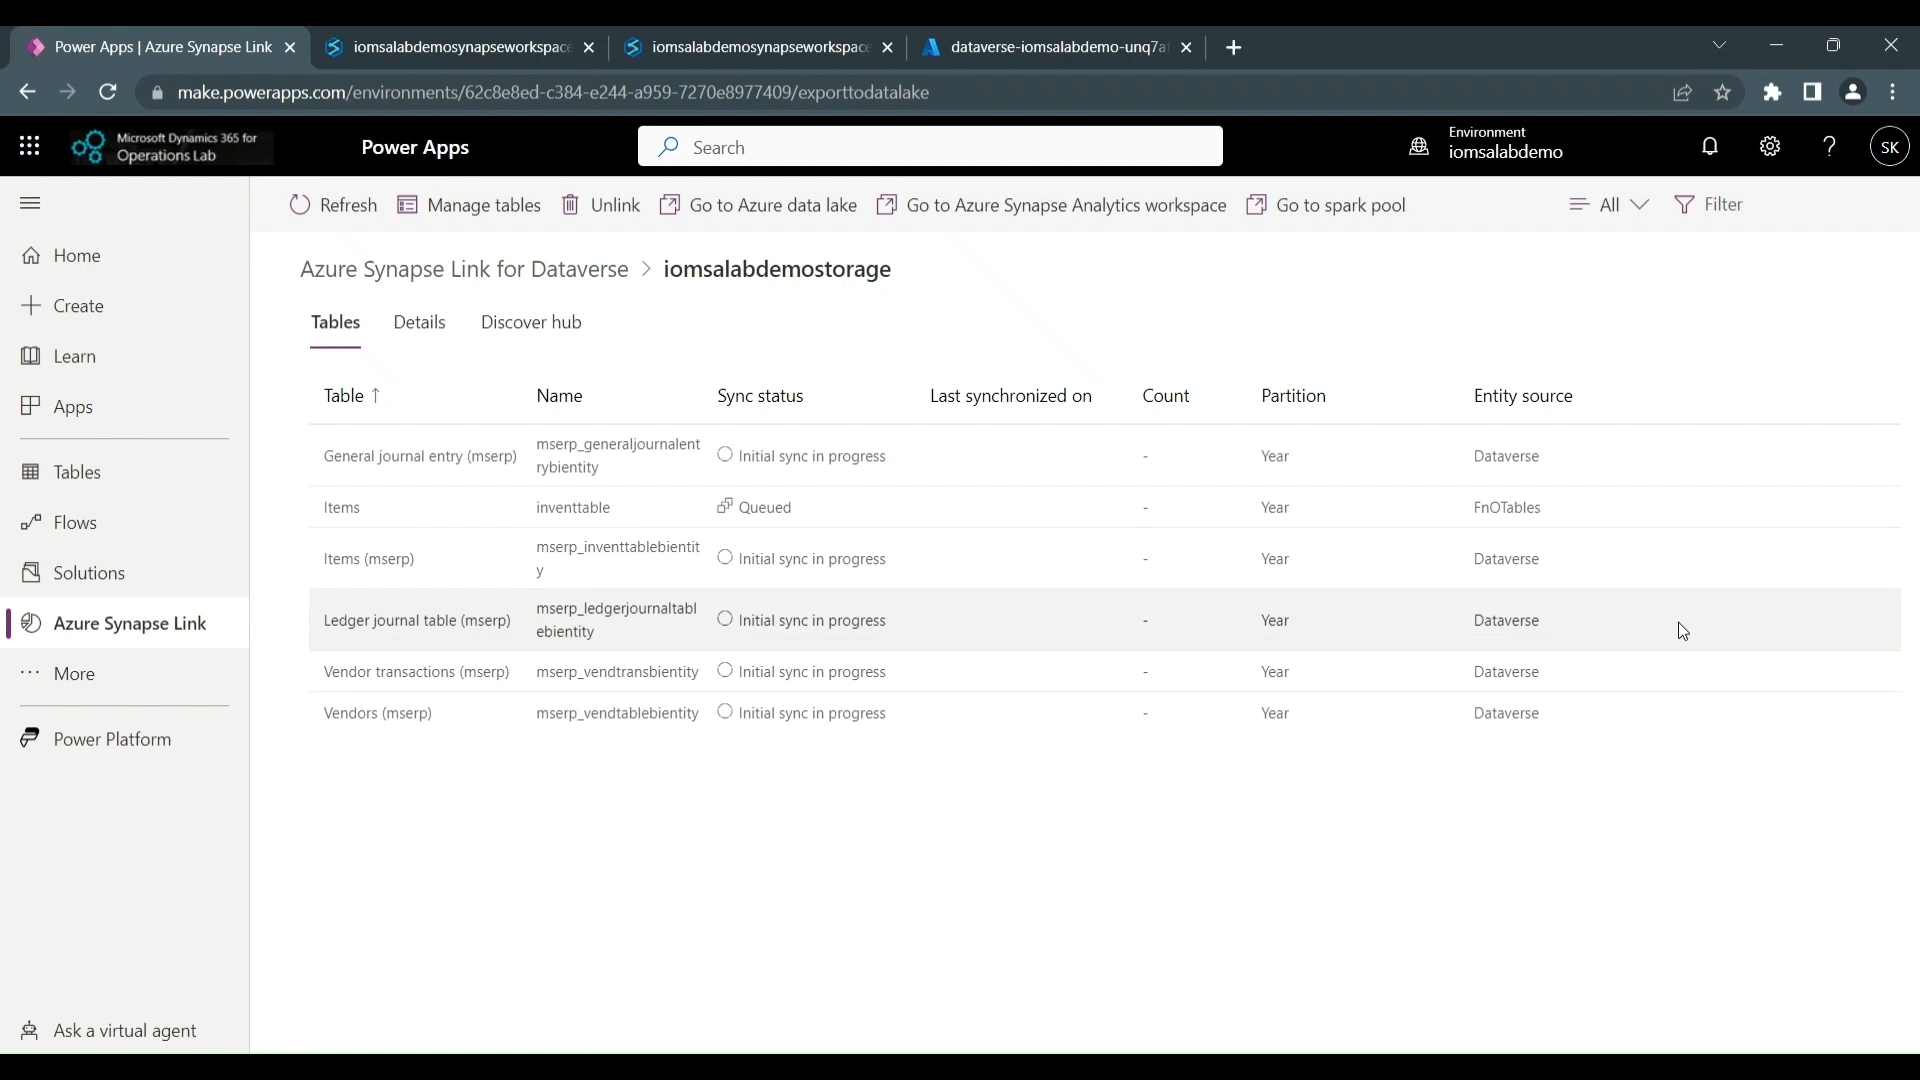 Power Apps | Azure Synapse Link
iomsalabdemosynapseworkspace
iomsalabdemosynapseworkspace
dataverse-iomsalabdemo-unq7a
make.powerapps.com/environments/62c8e8ed-c384-e244-a959-7270e8977409/exporttodatalake
Microsoft Dynamics 365 for
Operations Lab
Power Apps
Search
Environment
iomsalabdemo
SK
Refresh Manage tables Unlink Go to Azure data lake Go to Azure Synapse Analytics workspace Go to spark pool All Filter
Home
Create
Learn
Apps
Tables
Flows
Solutions
Azure Synapse Link
More
Power Platform
Ask a virtual agent
Azure Synapse Link for Dataverse > iomsalabdemostorage
Tables Details Discover hub
Table ↑ Name Sync status Last synchronized on Count Partition Entity source
General journal entry (mserp) mserp_generaljournalent
rybientity Initial sync in progress - Year Dataverse
Items inventtable Queued - Year FnOTables
Items (mserp) mserp_inventtablebientit
y Initial sync in progress - Year Dataverse
Ledger journal table (mserp) mserp_ledgerjournaltabl
ebientity Initial sync in progress - Year Dataverse
Vendor transactions (mserp) mserp_vendtransbientity Initial sync in progress - Year Dataverse
Vendors (mserp) mserp_vendtablebientity Initial sync in progress - Year Dataverse